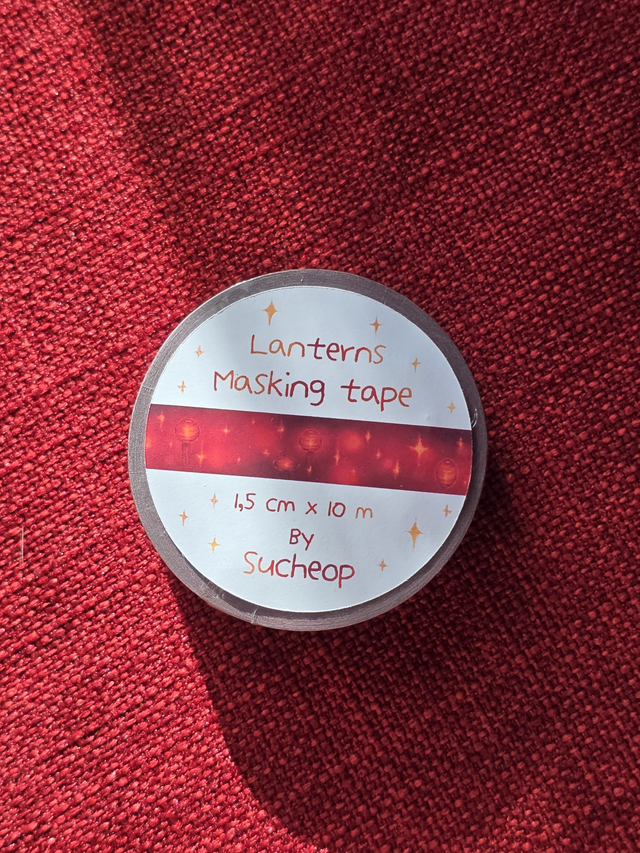 Lanterns
Masking tape
1,5 cm x 10 m
By
Sucheop